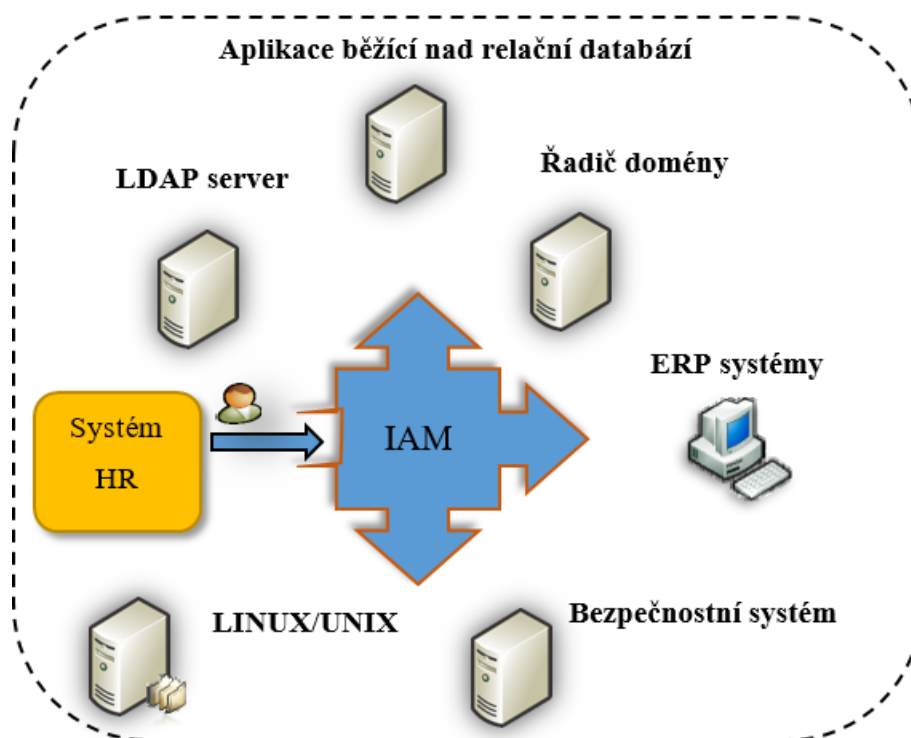 Aplikace běžící nad relační databází
Řadič domény
LDAP server
ERP systémy
Systém
HR
IAM
LINUX/UNIX
Bezpečnostní systém